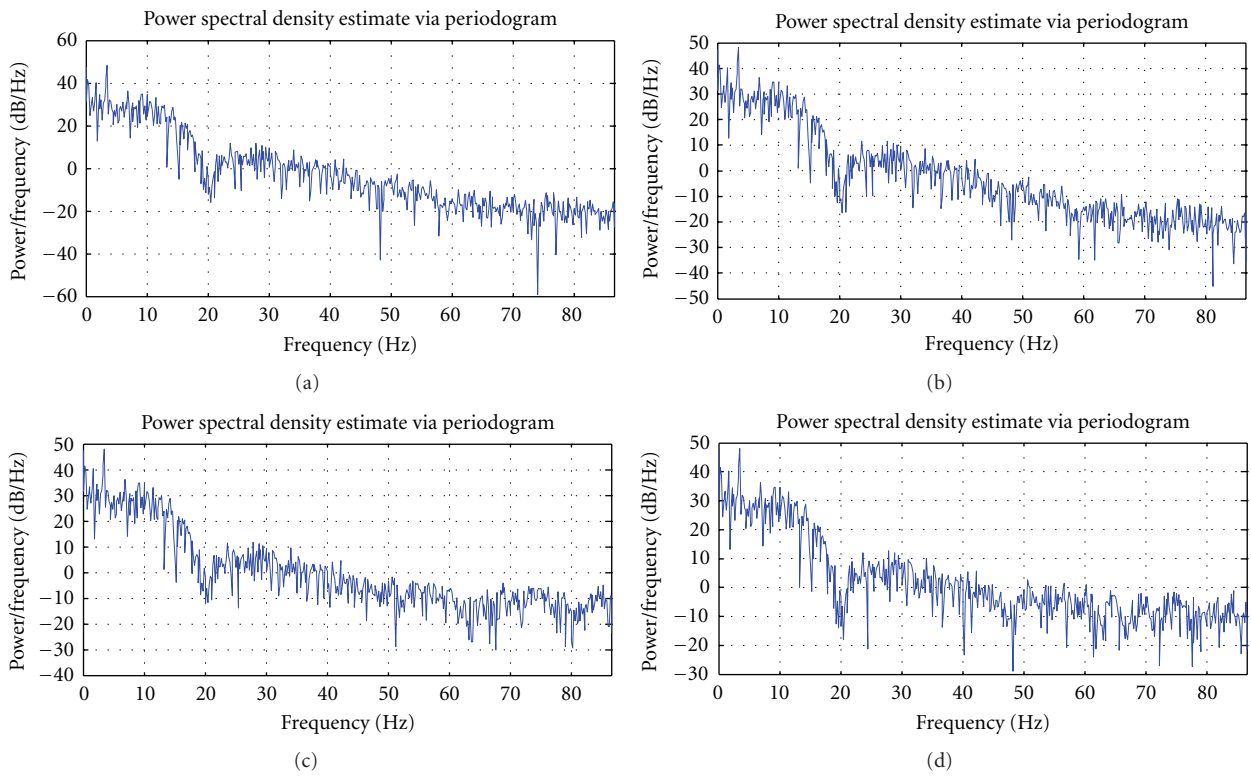 Power spectral density estimate via periodogram
Power/frequency (dB/Hz)
60
40
20
0
−20
−40
−60
0 10 20 30 40 50 60 70 80
Frequency (Hz)
(a)
Power spectral density estimate via periodogram
Power/frequency (dB/Hz)
50
40
30
20
10
0
−10
−20
−30
−40
−50
0 10 20 30 40 50 60 70 80
Frequency (Hz)
(b)
Power spectral density estimate via periodogram
Power/frequency (dB/Hz)
50
40
30
20
10
0
−10
−20
−30
−40
0 10 20 30 40 50 60 70 80
Frequency (Hz)
(c)
Power spectral density estimate via periodogram
Power/frequency (dB/Hz)
50
40
30
20
10
0
−10
−20
−30
0 10 20 30 40 50 60 70 80
Frequency (Hz)
(d)